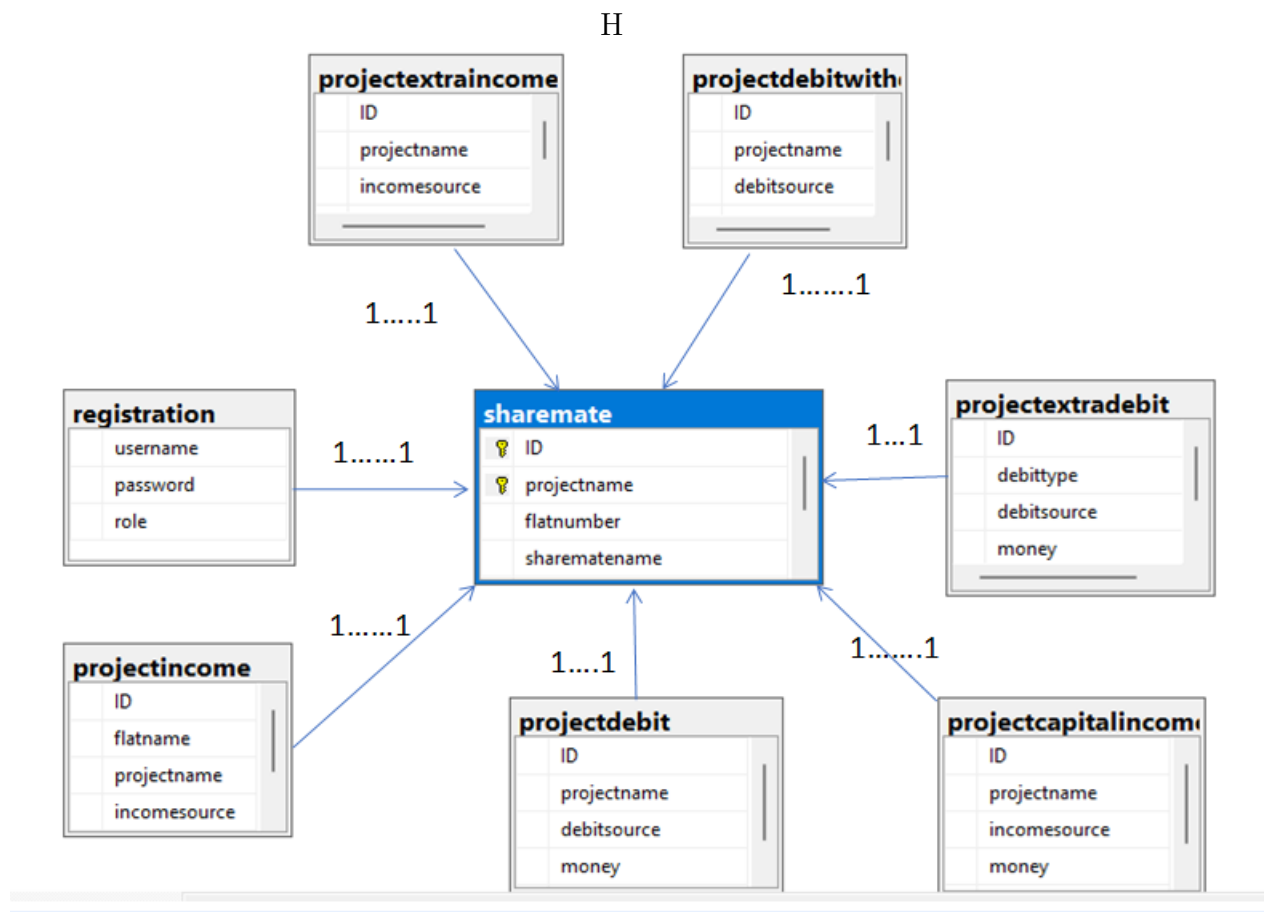 H
projectextraincome
ID
projectname
incomesource
projectdebitwith
ID
projectname
debitsource
1.....1
1.......1
registration
username
password
role
1......1
sharemate
ID
projectname
flatnumber
sharematename
1...1
projectextradebit
ID
debittype
debitsource
money
projectincome
ID
flatname
projectname
incomesource
1......1
1....1
projectdebit
ID
projectname
debitsource
money
1.......1
projectcapitalincome
ID
projectname
incomesource
money